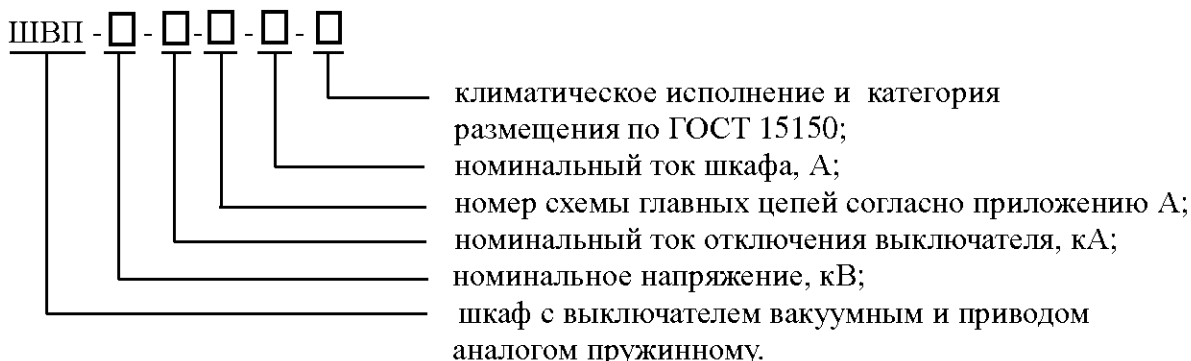 ШВП -□ - □-□ -□ -□
климатическое исполнение и категория
размещения по ГОСТ 15150;
номинальный ток шкафа, А;
номер схемы главных цепей согласно приложению А;
номинальный ток отключения выключателя, кА;
номинальное напряжение, кВ;
шкаф с выключателем вакуумным и приводом
аналогом пружинному.